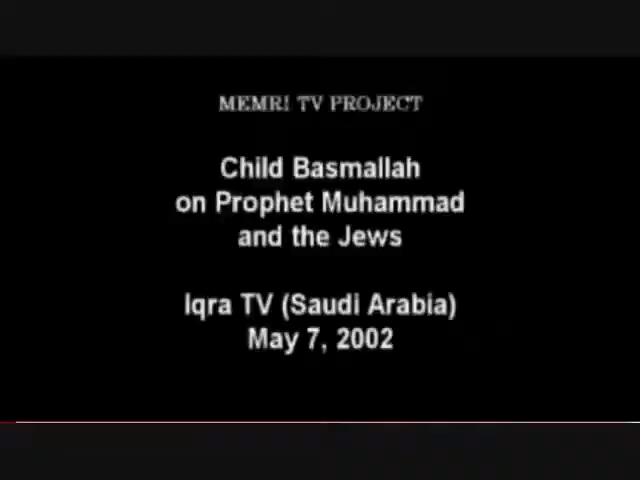 MEMRI TV PROJECT
Child Basmallah
on Prophet Muhammad
and the Jews
Iqra TV (Saudi Arabia)
May 7, 2002